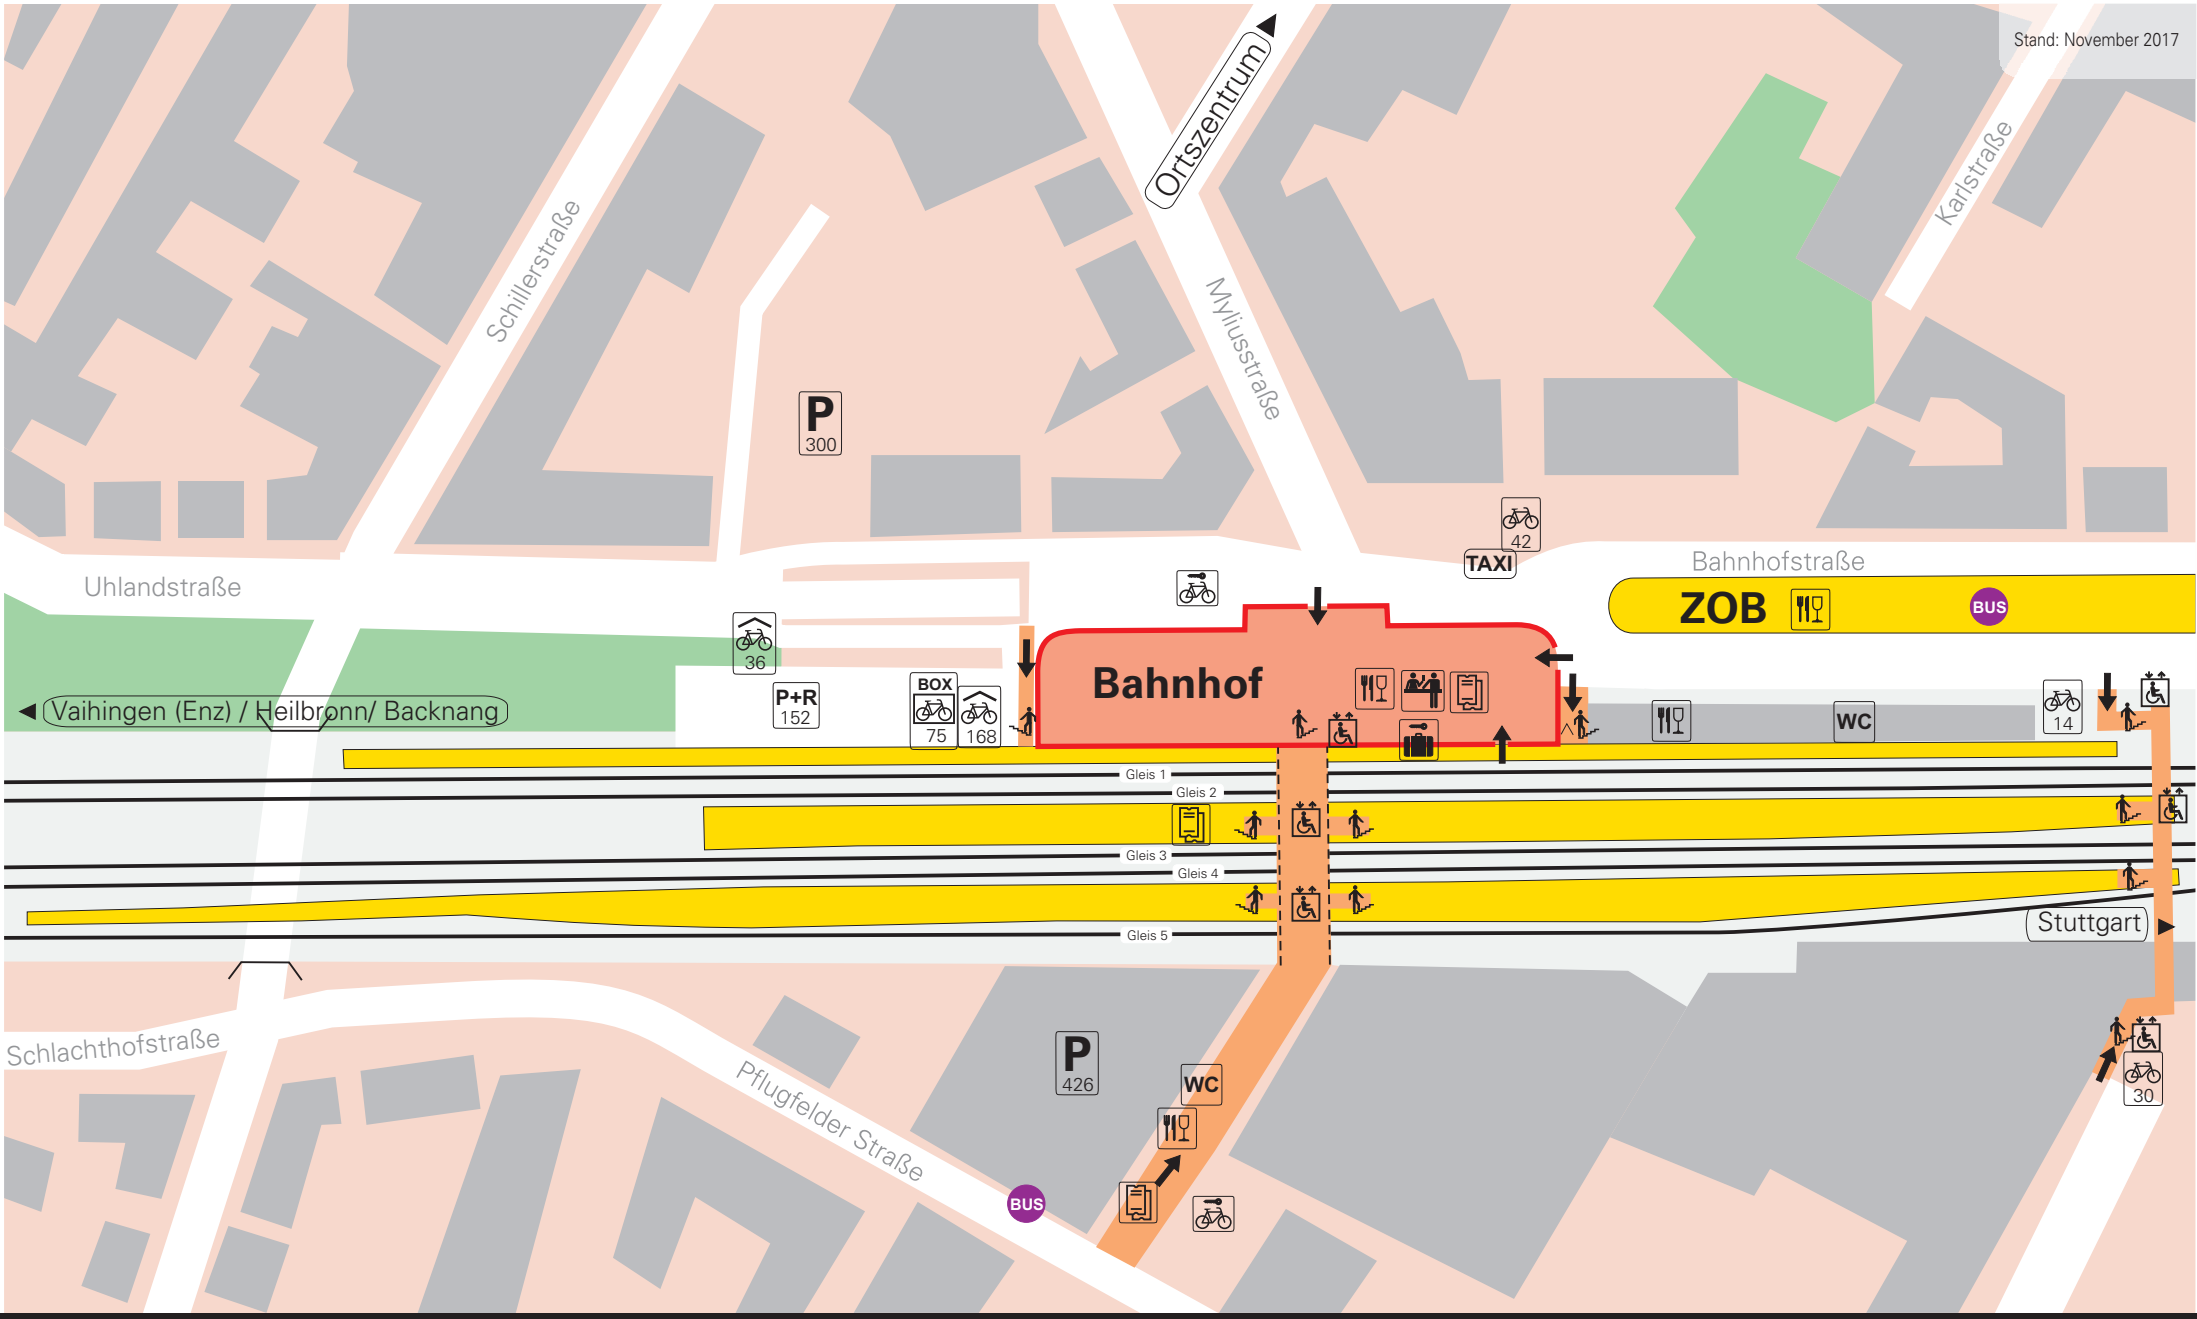 Stand: November 2017
Ortszentrum
Karlstraße
Schillerstraße
Myliusstraße
P
300
42
TAXI
Bahnhofstraße
Uhlandstraße
ZOB
BUS
36
Bahnhof
Vaihingen (Enz) / Heilbronn/ Backnang
P+R
152
BOX
75
168
WC
14
Gleis 1
Gleis 2
Gleis 3
Gleis 4
Gleis 5
Stuttgart
Schlachthofstraße
P
426
WC
Pflugfelder Straße
30
BUS